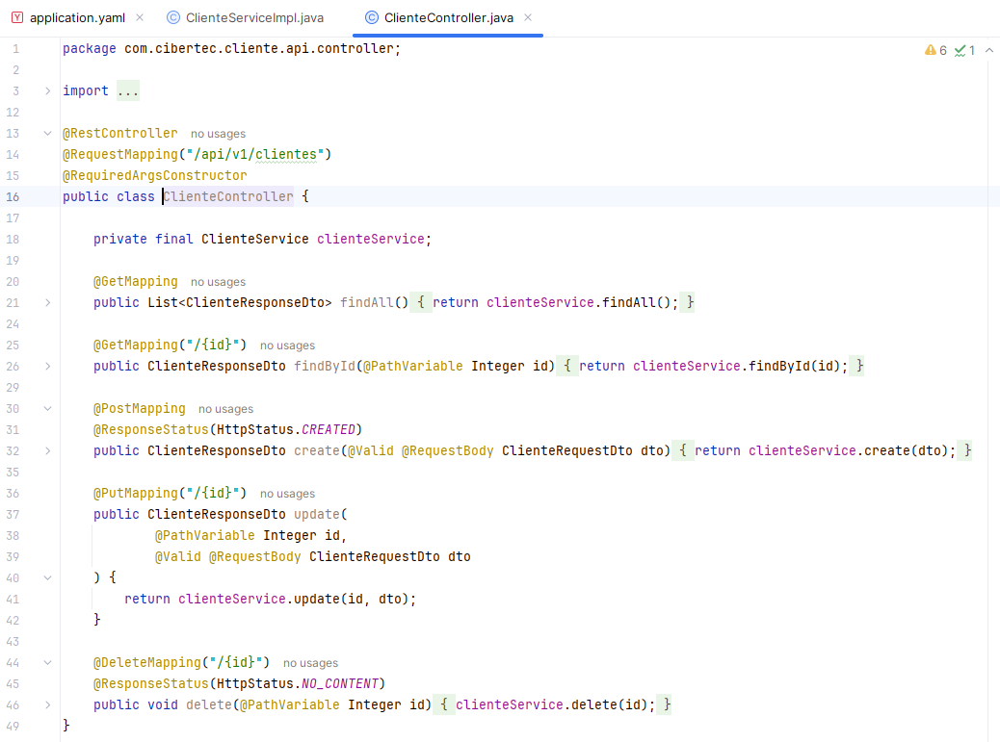 application.yaml ClienteServiceImpl.java ClienteController.java
1 package com.cibertec.cliente.api.controller; 6 1
2
3 import ...
12
13 @RestController no usages
14 @RequestMapping("/api/v1/clientes")
15 @RequiredArgsConstructor
16 public class ClienteController {
17
18 private final ClienteService clienteService;
19
20 @GetMapping no usages
21 public List<ClienteResponseDto> findAll() { return clienteService.findAll(); }
24
25 @GetMapping("/{id}") no usages
26 public ClienteResponseDto findById(@PathVariable Integer id) { return clienteService.findById(id); }
29
30 @PostMapping no usages
31 @ResponseStatus(HttpStatus.CREATED)
32 public ClienteResponseDto create(@Valid @RequestBody ClienteRequestDto dto) { return clienteService.create(dto); }
35
36 @PutMapping("/{id}") no usages
37 public ClienteResponseDto update(
38 @PathVariable Integer id,
39 @Valid @RequestBody ClienteRequestDto dto
40 ) {
41 return clienteService.update(id, dto);
42 }
43
44 @DeleteMapping("/{id}") no usages
45 @ResponseStatus(HttpStatus.NO_CONTENT)
46 public void delete(@PathVariable Integer id) { clienteService.delete(id); }
49 }